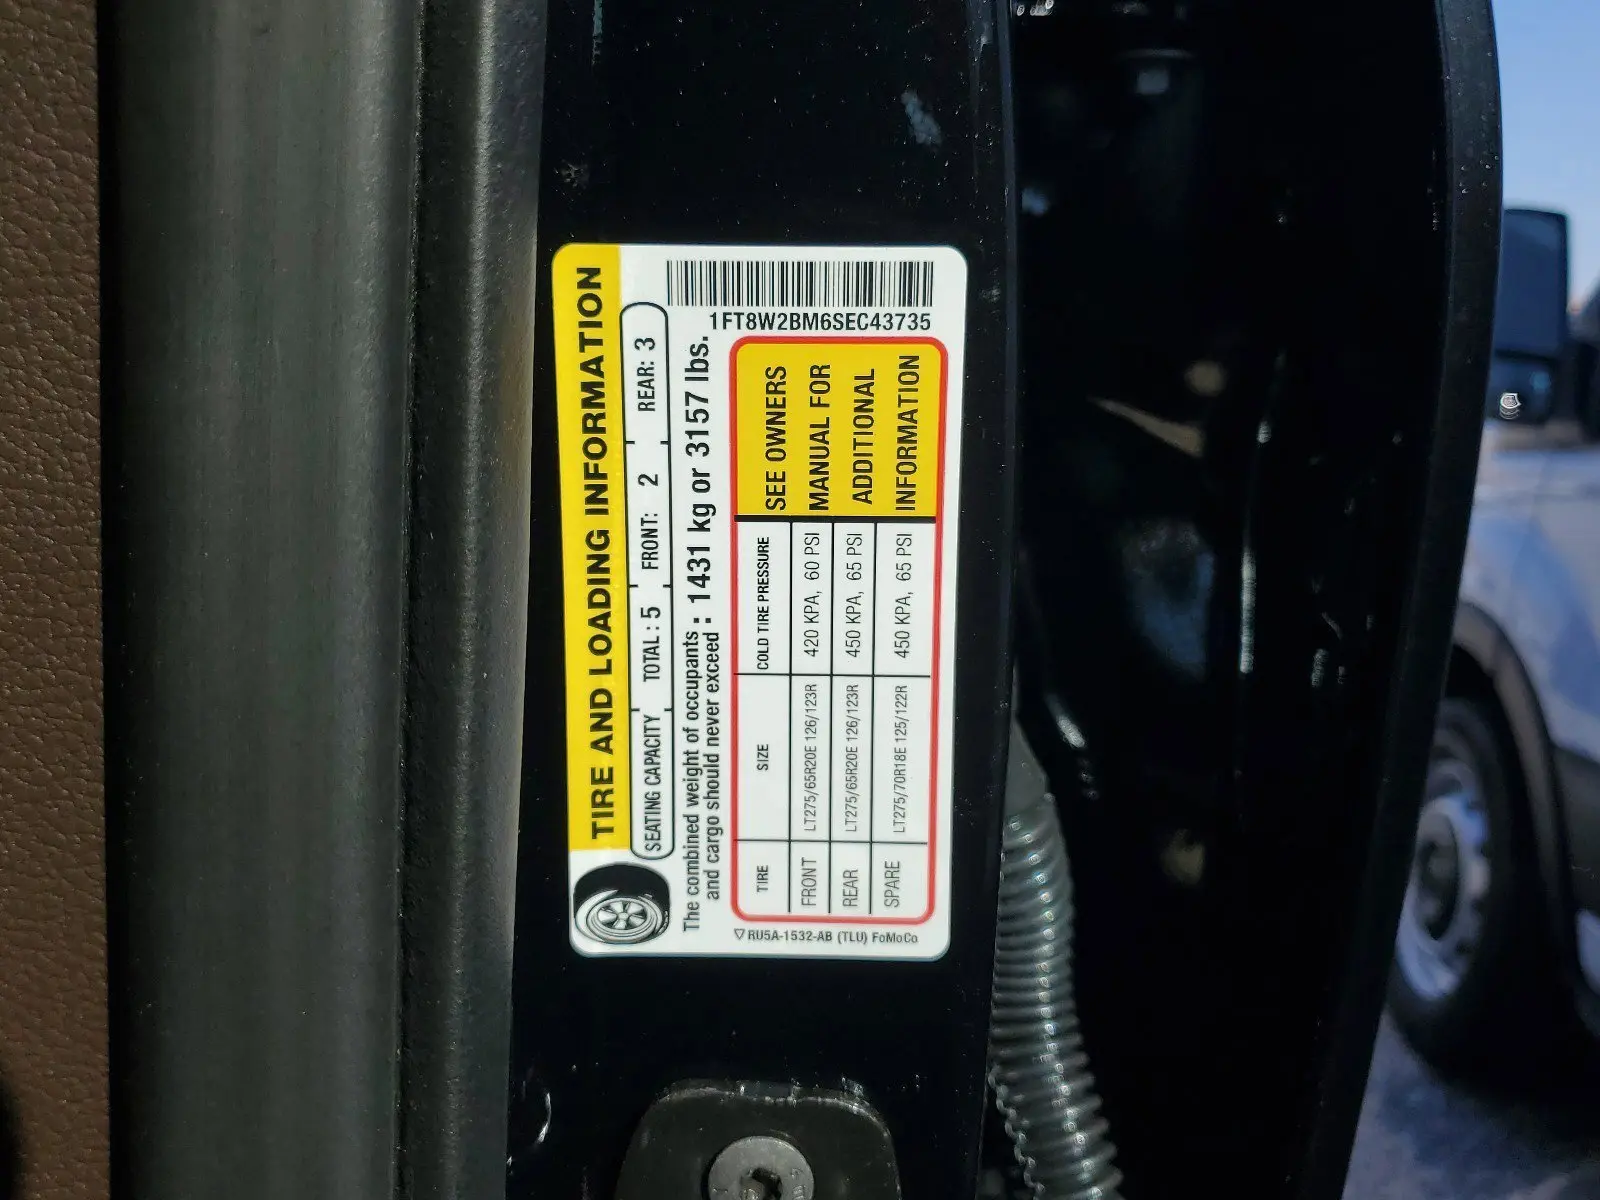 TIRE AND LOADING INFORMATION
SEATING CAPACITY TOTAL : 5 FRONT: 2 REAR: 3
The combined weight of occupants
and cargo should never exceed : 1431 kg or 3157 lbs.
1FT8W2BM6SEC43735
TIRE SIZE COLD TIRE PRESSURE
FRONT LT275/65R20E 126/123R 420 KPA, 60 PSI
REAR LT275/65R20E 126/123R 450 KPA, 65 PSI
SPARE LT275/70R18E 125/122R 450 KPA, 65 PSI
SEE OWNERS
MANUAL FOR
ADDITIONAL
INFORMATION
RU5A-1532-AB (TLU) FoMoCo